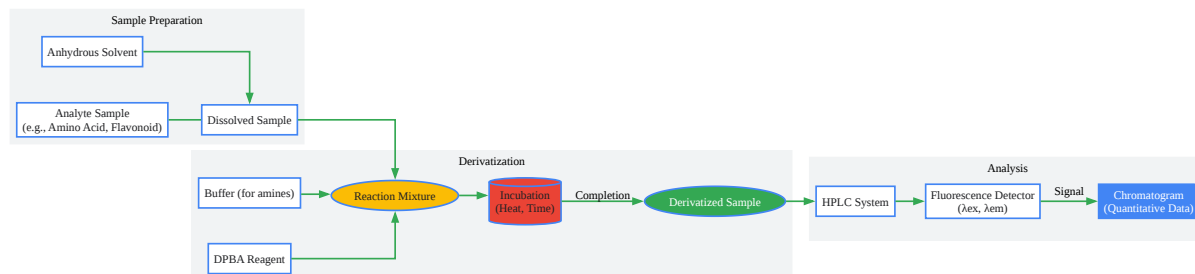 Sample Preparation
Anhydrous Solvent
Analyte Sample
(e.g., Amino Acid, Flavonoid)
Dissolved Sample
Derivatization
Buffer (for amines)
Reaction Mixture
Incubation
(Heat, Time)
Completion
Derivatized Sample
DPBA Reagent
Analysis
HPLC System
Fluorescence Detector
(λex, λem)
Signal
Chromatogram
(Quantitative Data)